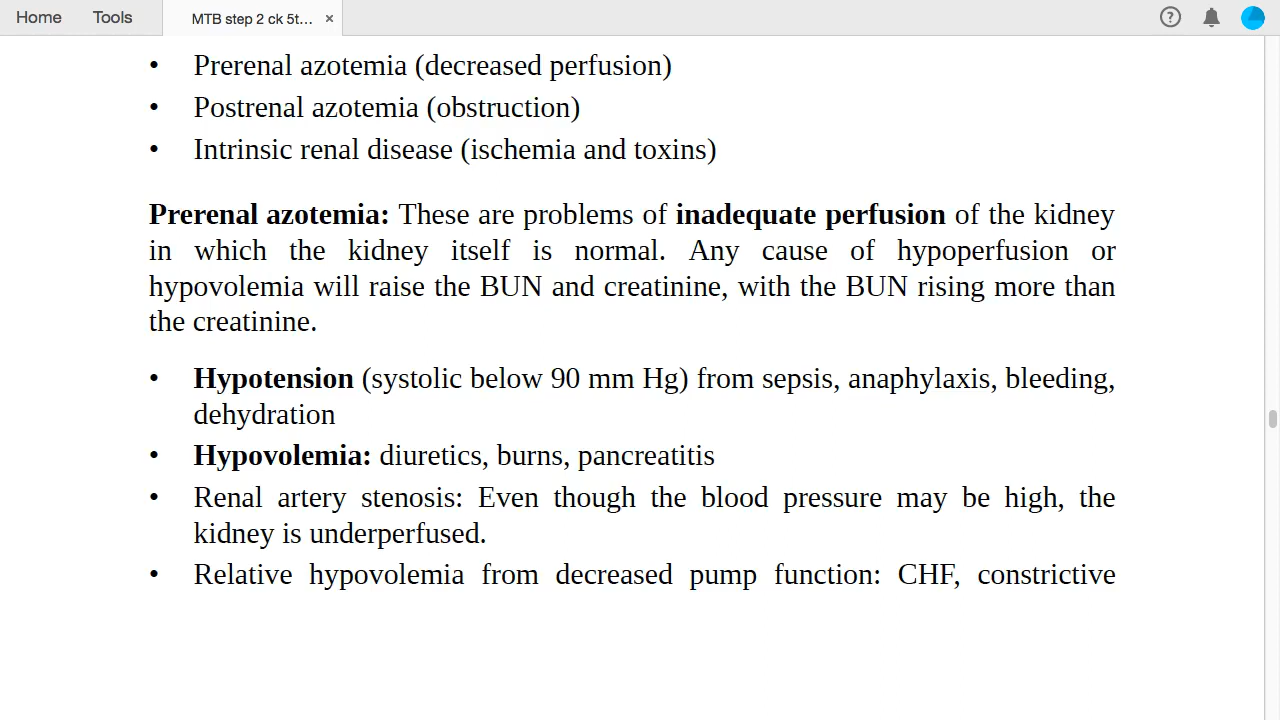 Home Tools MTB step 2 ck 5t... ×
• Prerenal azotemia (decreased perfusion)
• Postrenal azotemia (obstruction)
• Intrinsic renal disease (ischemia and toxins)
Prerenal azotemia: These are problems of inadequate perfusion of the kidney
in which the kidney itself is normal. Any cause of hypoperfusion or
hypovolemia will raise the BUN and creatinine, with the BUN rising more than
the creatinine.
• Hypotension (systolic below 90 mm Hg) from sepsis, anaphylaxis, bleeding,
dehydration
• Hypovolemia: diuretics, burns, pancreatitis
• Renal artery stenosis: Even though the blood pressure may be high, the
kidney is underperfused.
• Relative hypovolemia from decreased pump function: CHF, constrictive